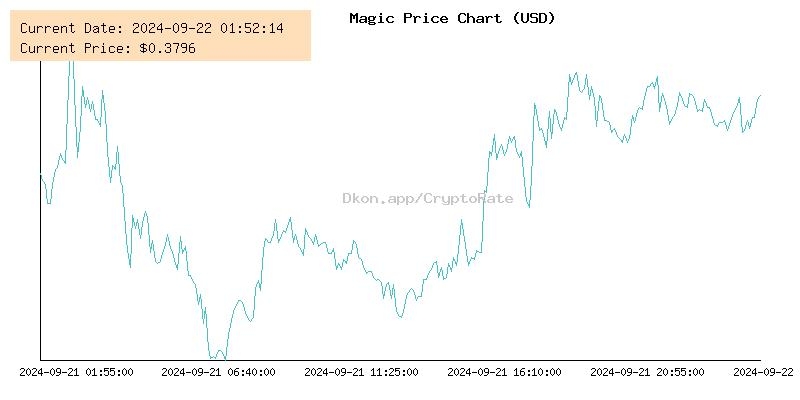 Magic Price Chart (USD)
Current Date: 2024-09-22 01:52:14
Current Price: $0.3796
Dkon.app/CryptoRate
2024-09-21 01:55:00 2024-09-21 06:40:00 2024-09-21 11:25:00 2024-09-21 16:10:00 2024-09-21 20:55:00 2024-09-22